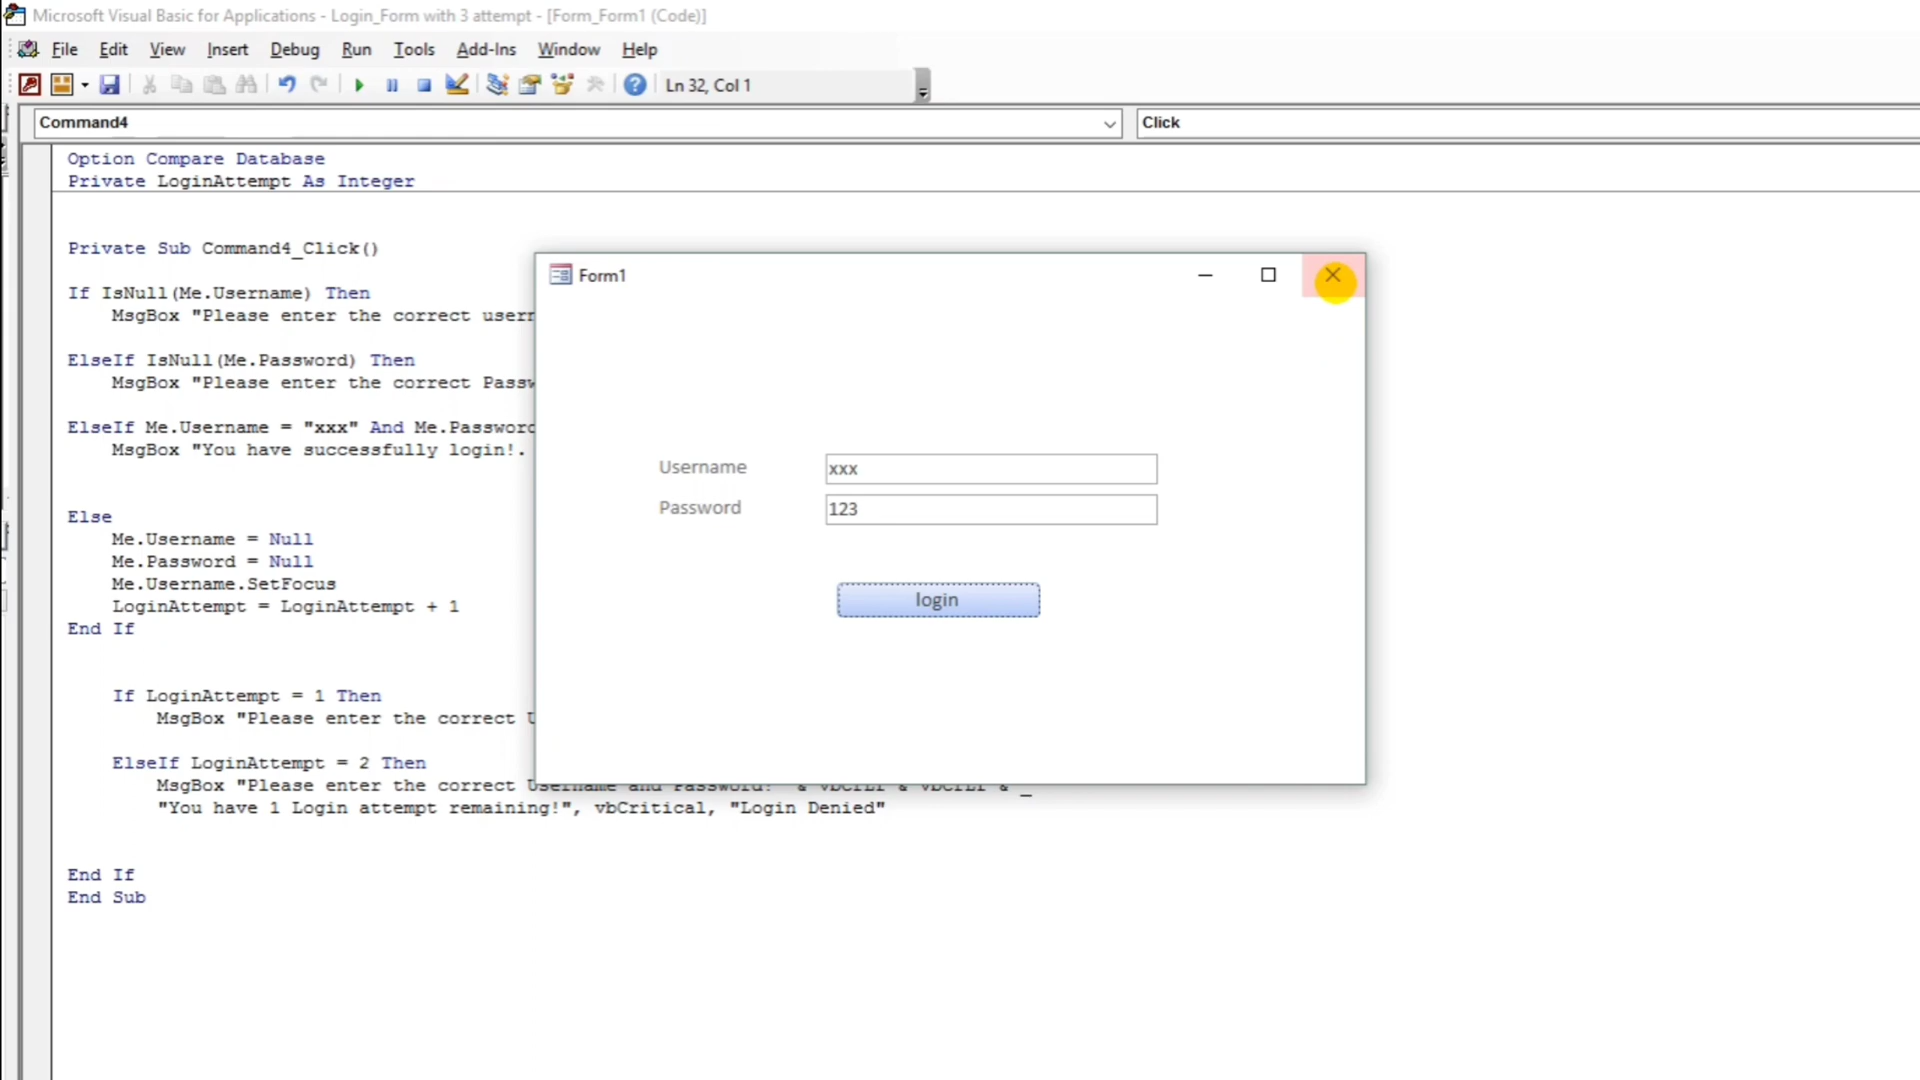 Microsoft Visual Basic for Applications - Login_Form with 3 attempt - [Form_Form1 (Code)]
File Edit View Insert Debug Run Tools Add-Ins Window Help
Ln 32, Col 1
Command4
Click
Option Compare Database
Private LoginAttempt As Integer
Private Sub Command4_Click()
If IsNull(Me.Username) Then
MsgBox "Please enter the correct
ElseIf IsNull(Me.Password) Then
MsgBox "Please enter the correct
ElseIf Me.Username = "xxx" And Me.Password
MsgBox "You have successfully login!.
Else
Me.Username = Null
Me.Password = Null
Me.Username.SetFocus
LoginAttempt = LoginAttempt + 1
End If
If LoginAttempt = 1 Then
MsgBox "Please enter the correct
ElseIf LoginAttempt = 2 Then
MsgBox "Please enter the correct Username and Password!" & vbCrLf & vbCrLf & _
"You have 1 Login attempt remaining!", vbCritical, "Login Denied"
End If
End Sub
Form1
Username
xxx
Password
123
login